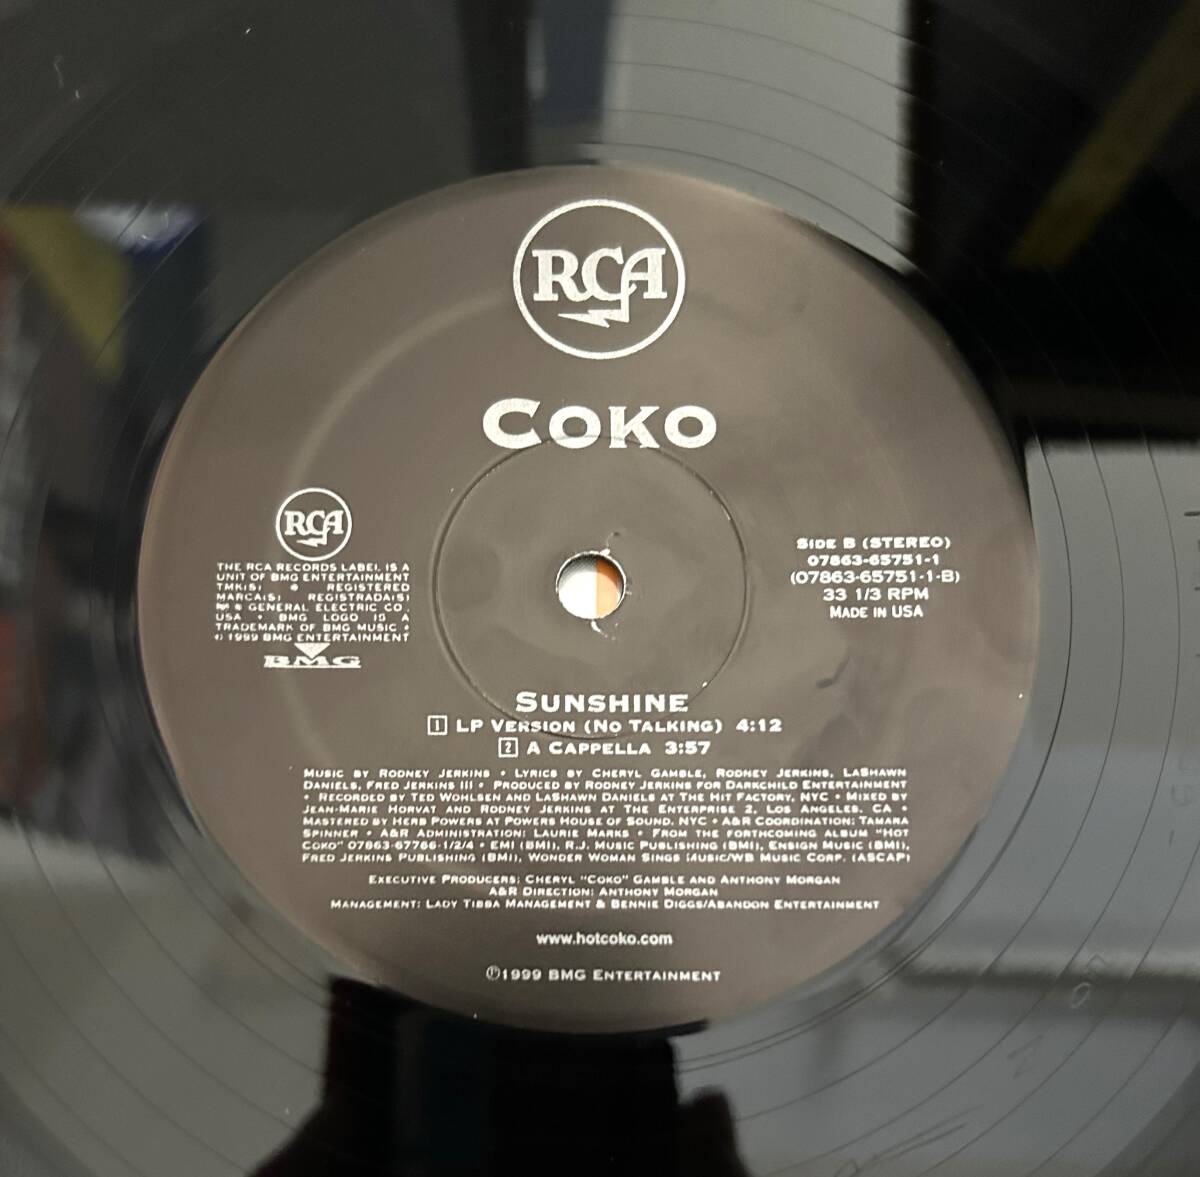 RCA
COKO
RCA
THE RCA RECORDS LABEL IS A
UNIT OF BMG ENTERTAINMENT
TMK(S) ® REGISTERED
MARCA(S) REGISTRADA(S)
® GENERAL ELECTRIC CO.,
USA • BMG LOGO IS A
TRADEMARK OF BMG MUSIC •
© 1999 BMG ENTERTAINMENT
BMG
SIDE B (STEREO)
07863-65751-1
(07863-65751-1-B)
33 1/3 RPM
MADE IN USA
SUNSHINE
1 LP VERSION (NO TALKING) 4:12
2 A CAPPELLA 3:57
MUSIC BY RODNEY JERKINS • LYRICS BY CHERYL GAMBLE, RODNEY JERKINS, LASHAWN
DANIELS, FRED JERKINS III • PRODUCED BY RODNEY JERKINS FOR DARKCHILD ENTERTAINMENT
• RECORDED BY TED WOHLSEN AND LASHAWN DANIELS AT THE HIT FACTORY, NYC • MIXED BY
JEAN-MARIE HORVAT AND RODNEY JERKINS AT THE ENTERPRISE 2, LOS ANGELES, CA •
MASTERED BY HERB POWERS AT POWERS HOUSE OF SOUND, NYC • A&R COORDINATION: TAMARA
SPINNER • A&R ADMINISTRATION: LAURIE MARKS • FROM THE FORTHCOMING ALBUM "HOT
COKO" 07863-67766-1/2/4 • EMI (BMI), R.J. MUSIC PUBLISHING (BMI), ENSIGN MUSIC (BMI),
FRED JERKINS PUBLISHING (BMI), WONDER WOMAN SINGS MUSIC/WB MUSIC CORP. (ASCAP)
EXECUTIVE PRODUCERS: CHERYL "COKO" GAMBLE AND ANTHONY MORGAN
A&R DIRECTION: ANTHONY MORGAN
MANAGEMENT: LADY TIBBA MANAGEMENT & BENNIE DIGGS/ABANDON ENTERTAINMENT
www.hotcoko.com
℗1999 BMG ENTERTAINMENT